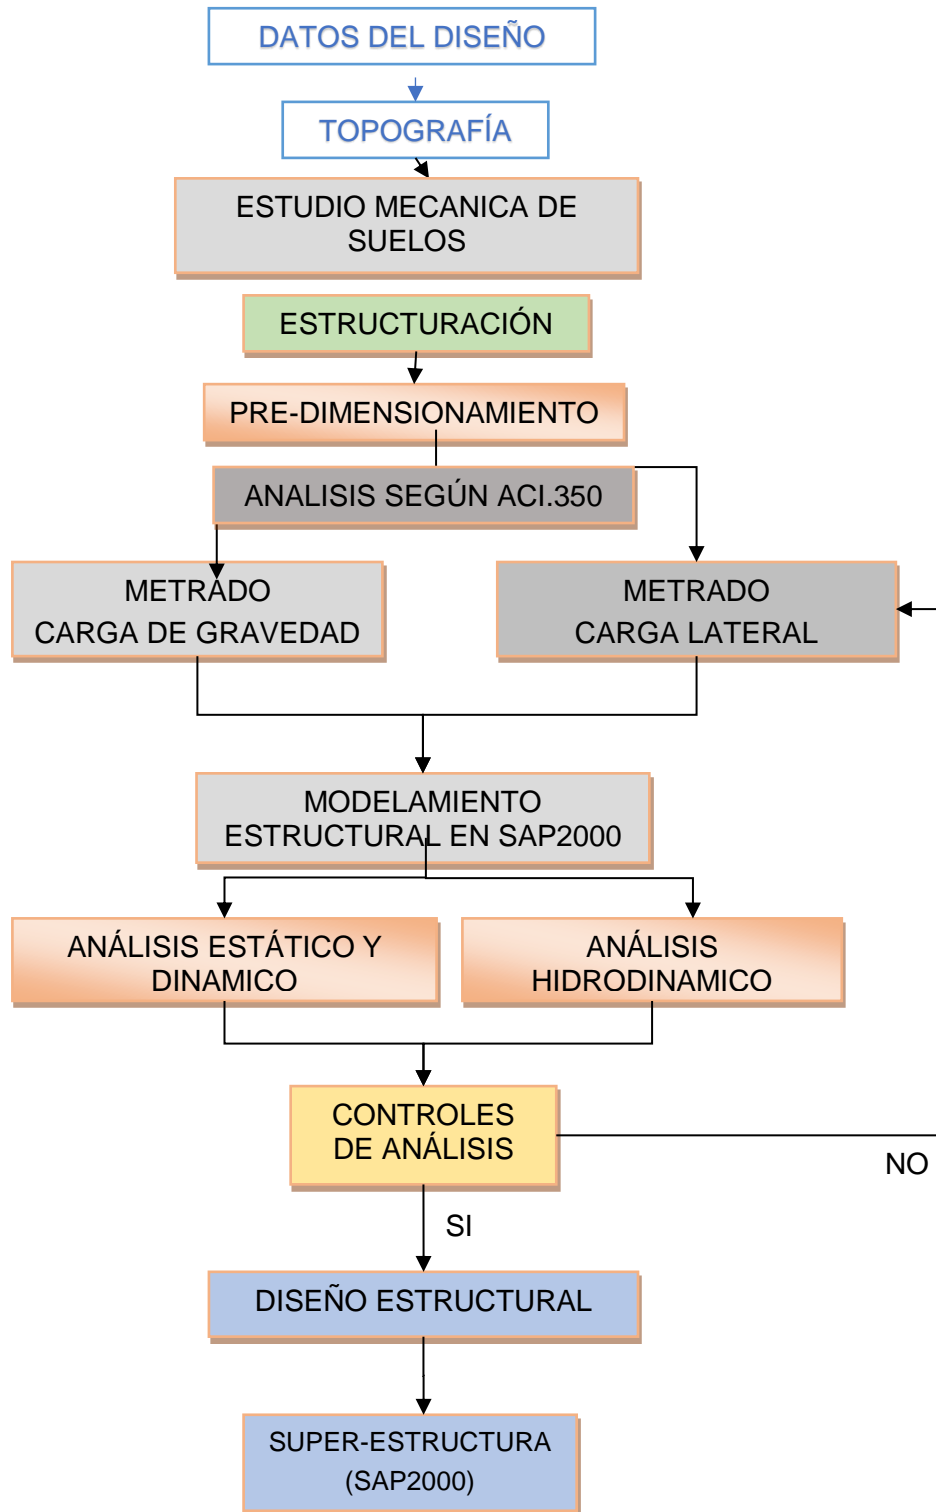 DATOS DEL DISEÑO
TOPOGRAFÍA
ESTUDIO MECANICA DE
SUELOS
ESTRUCTURACIÓN
PRE-DIMENSIONAMIENTO
ANALISIS SEGÚN ACI.350
METRADO
CARGA DE GRAVEDAD
METRADO
CARGA LATERAL
MODELAMIENTO
ESTRUCTURAL EN SAP2000
ANÁLISIS ESTÁTICO Y
DINAMICO
ANÁLISIS
HIDRODINAMICO
CONTROLES
DE ANÁLISIS
NO
SI
DISEÑO ESTRUCTURAL
SUPER-ESTRUCTURA
(SAP2000)